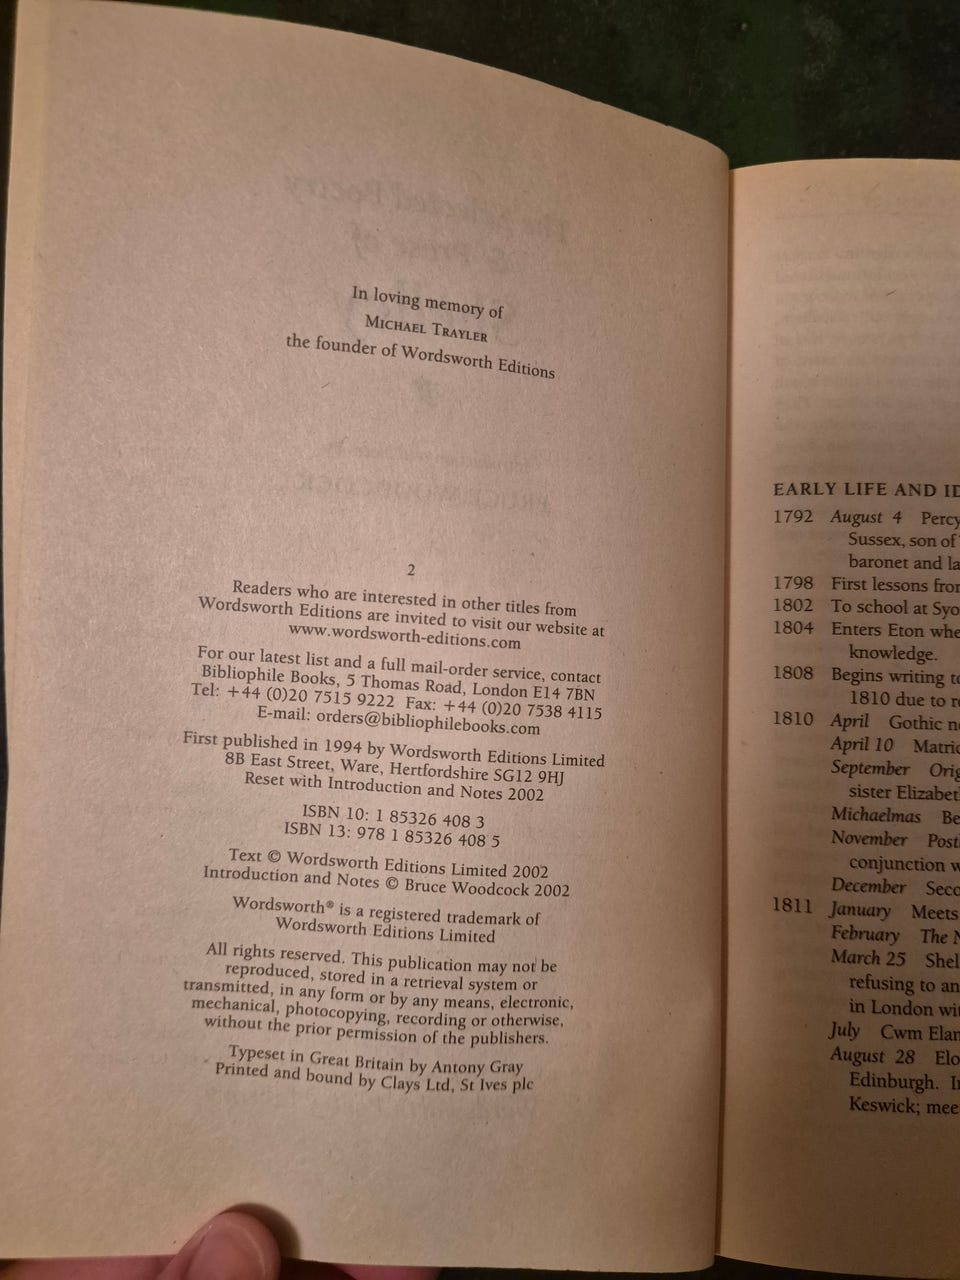 In loving memory of
MICHAEL TRAYLER
the founder of Wordsworth Editions
2
Readers who are interested in other titles from
Wordsworth Editions are invited to visit our website at
www.wordsworth-editions.com
For our latest list and a full mail-order service, contact
Bibliophile Books, 5 Thomas Road, London E14 7BN
Tel: +44 (0)20 7515 9222 Fax: +44 (0)20 7538 4115
E-mail: orders@bibliophilebooks.com
First published in 1994 by Wordsworth Editions Limited
8B East Street, Ware, Hertfordshire SG12 9HJ
Reset with Introduction and Notes 2002
ISBN 10: 1 85326 408 3
ISBN 13: 978 1 85326 408 5
Text © Wordsworth Editions Limited 2002
Introduction and Notes © Bruce Woodcock 2002
Wordsworth® is a registered trademark of
Wordsworth Editions Limited
All rights reserved. This publication may not be
reproduced, stored in a retrieval system or
transmitted, in any form or by any means, electronic,
mechanical, photocopying, recording or otherwise,
without the prior permission of the publishers.
Typeset in Great Britain by Antony Gray
Printed and bound by Clays Ltd, St Ives plc
EARLY LIFE AND
1792 August 4 Percy
Sussex, son of
baronet and
1798 First lessons
1802 To school at
1804 Enters Eton
knowledge.
1808 Begins writing
1810 due to
1810 April Gothic
April 10
September
sister
Michaelmas
November
conjunction
December
1811 January Meets
February The
March 25
refusing to
in London
July Cwm
August 28
Edinburgh.
Keswick;